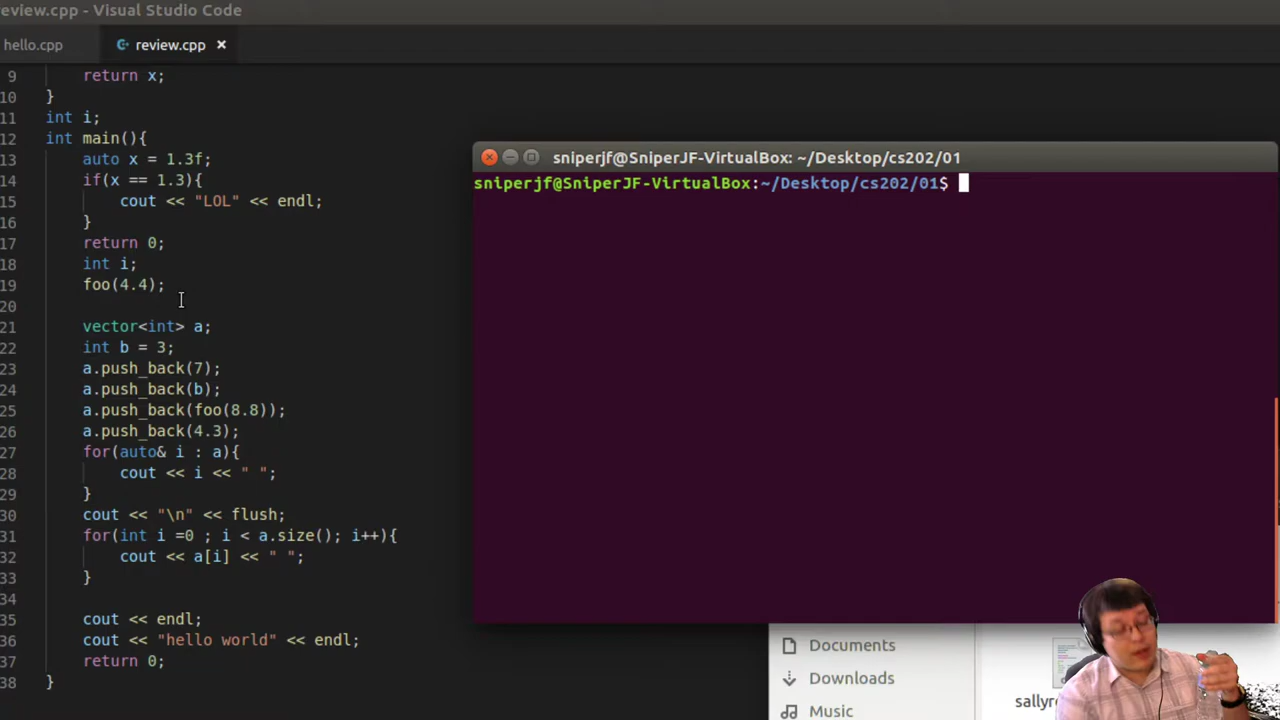 eview.cpp - Visual Studio Code
hello.cpp
review.cpp ×
9 return x;
10 }
11 int i;
12 int main(){
13 auto x = 1.3f;
14 if(x == 1.3){
15 cout << "LOL" << endl;
16 }
17 return 0;
18 int i;
19 foo(4.4);
20
21 vector<int> a;
22 int b = 3;
23 a.push_back(7);
24 a.push_back(b);
25 a.push_back(foo(8.8));
26 a.push_back(4.3);
27 for(auto& i : a){
28 cout << i << " ";
29 }
30 cout << "\n" << flush;
31 for(int i =0 ; i < a.size(); i++){
32 cout << a[i] << " ";
33 }
34
35 cout << endl;
36 cout << "hello world" << endl;
37 return 0;
38 }
sniperjf@SniperJF-VirtualBox: ~/Desktop/cs202/01
sniperjf@SniperJF-VirtualBox:~/Desktop/cs202/01$
Documents
Downloads
Music
sallyr